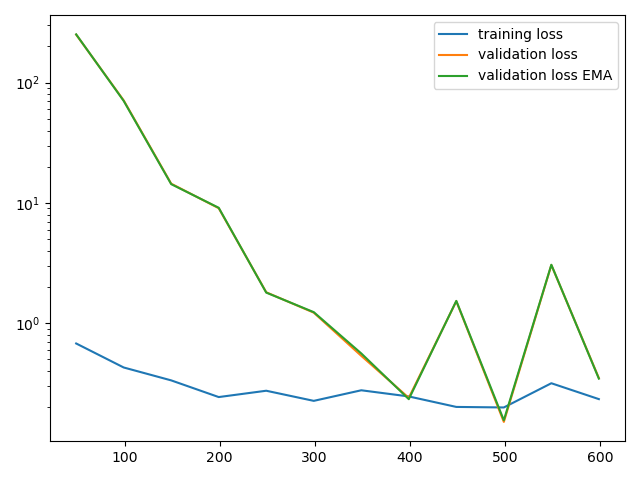 training loss
validation loss
validation loss EMA
10²
10¹
10⁰
100 200 300 400 500 600